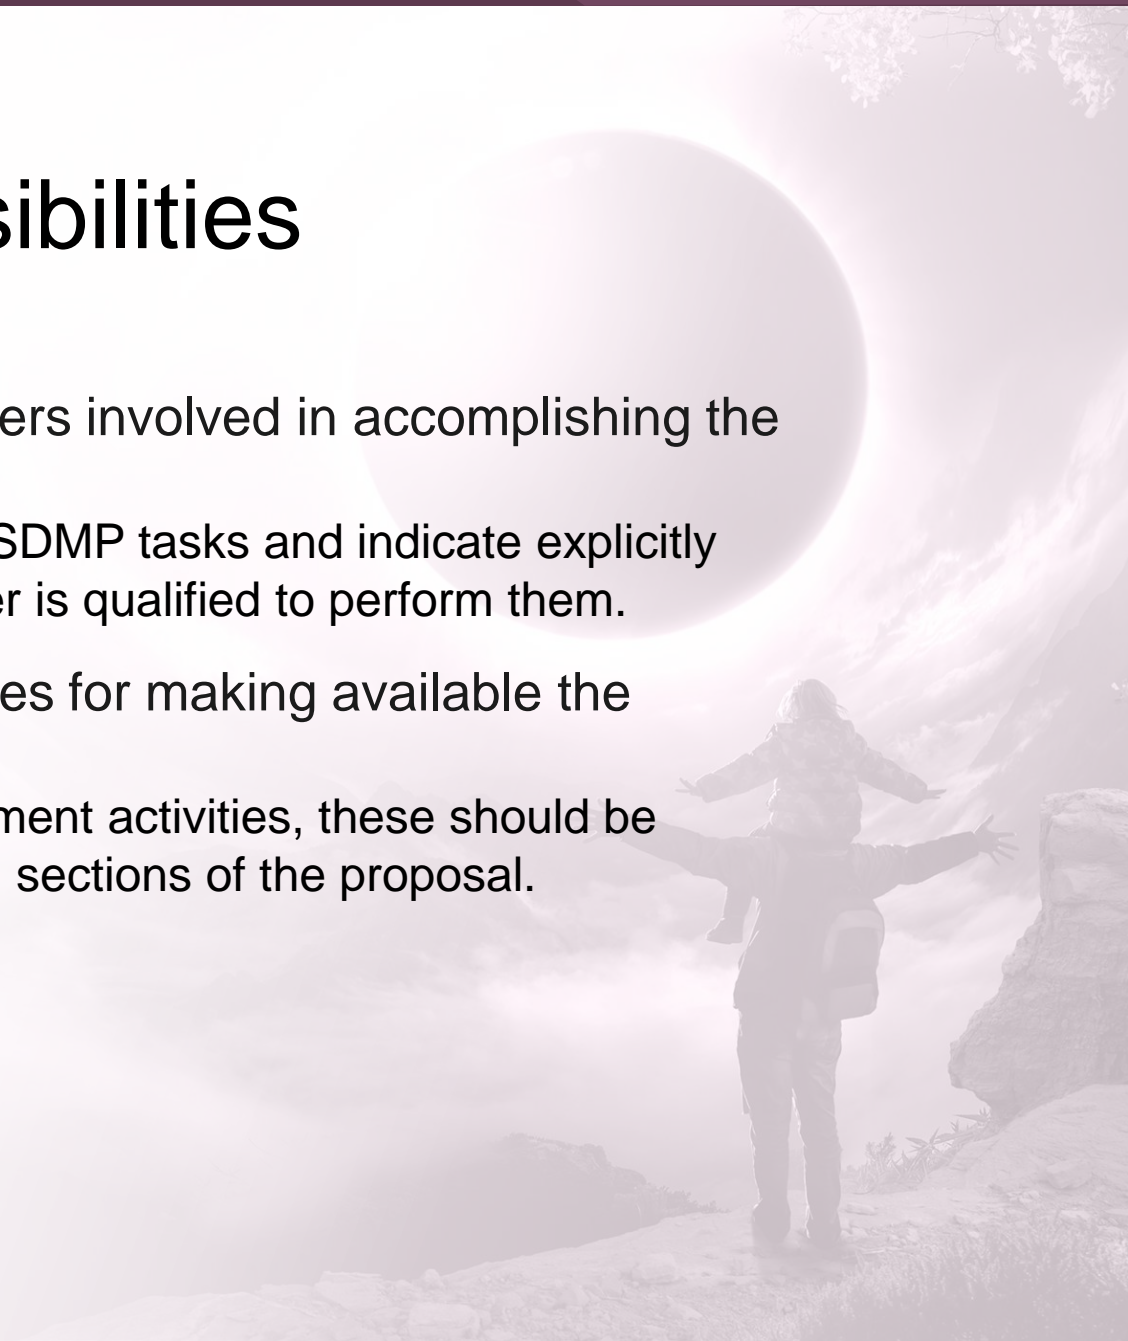 sibilities
ers involved in accomplishing the
SDMP tasks and indicate explicitly
er is qualified to perform them.
es for making available the
ment activities, these should be
sections of the proposal.